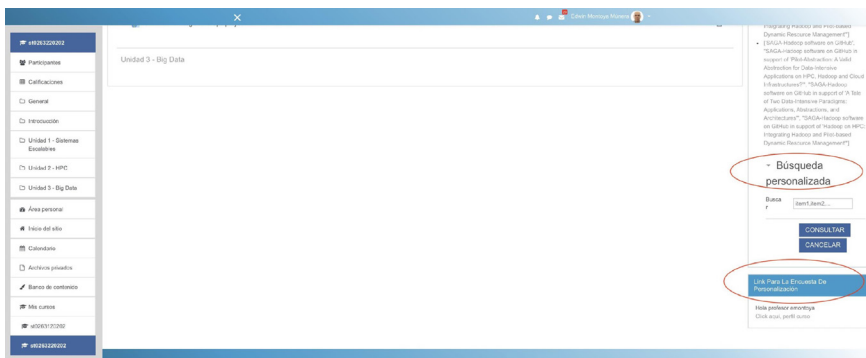 Edwin Montoya Múnera
st0263220202
Participantes
Calificaciones
General
Introducción
Unidad 1 - Sistemas
Escalables
Unidad 2 - HPC
Unidad 3 - Big Data
Área personal
Inicio del sitio
Calendario
Archivos privados
Banco de contenido
Mis cursos
st0263220202
Unidad 3 - Big Data
Integrating Hadoop and Pilot-based
Dynamic Resource Management"]
['SAGA-Hadoop software on GitHub',
"SAGA-Hadoop software on GitHub in
support of 'Pilot-Abstraction: A Valid
Abstraction for Data-Intensive
Applications on HPC, Hadoop and Cloud
Infrastructures?'", "SAGA-Hadoop
software on GitHub in support of 'A Tale
of Two Data-Intensive Paradigms:
Applications, Abstractions, and
Architectures'", "SAGA-Hadoop software
on GitHub in support of 'Hadoop on HPC:
Integrating Hadoop and Pilot-based
Dynamic Resource Management'"]
Búsqueda
personalizada
Busca
r
item1,item2,...
CONSULTAR
CANCELAR
Link Para La Encuesta De
Personalización
Hola profesor emontoya
Click aquí, perfil curso